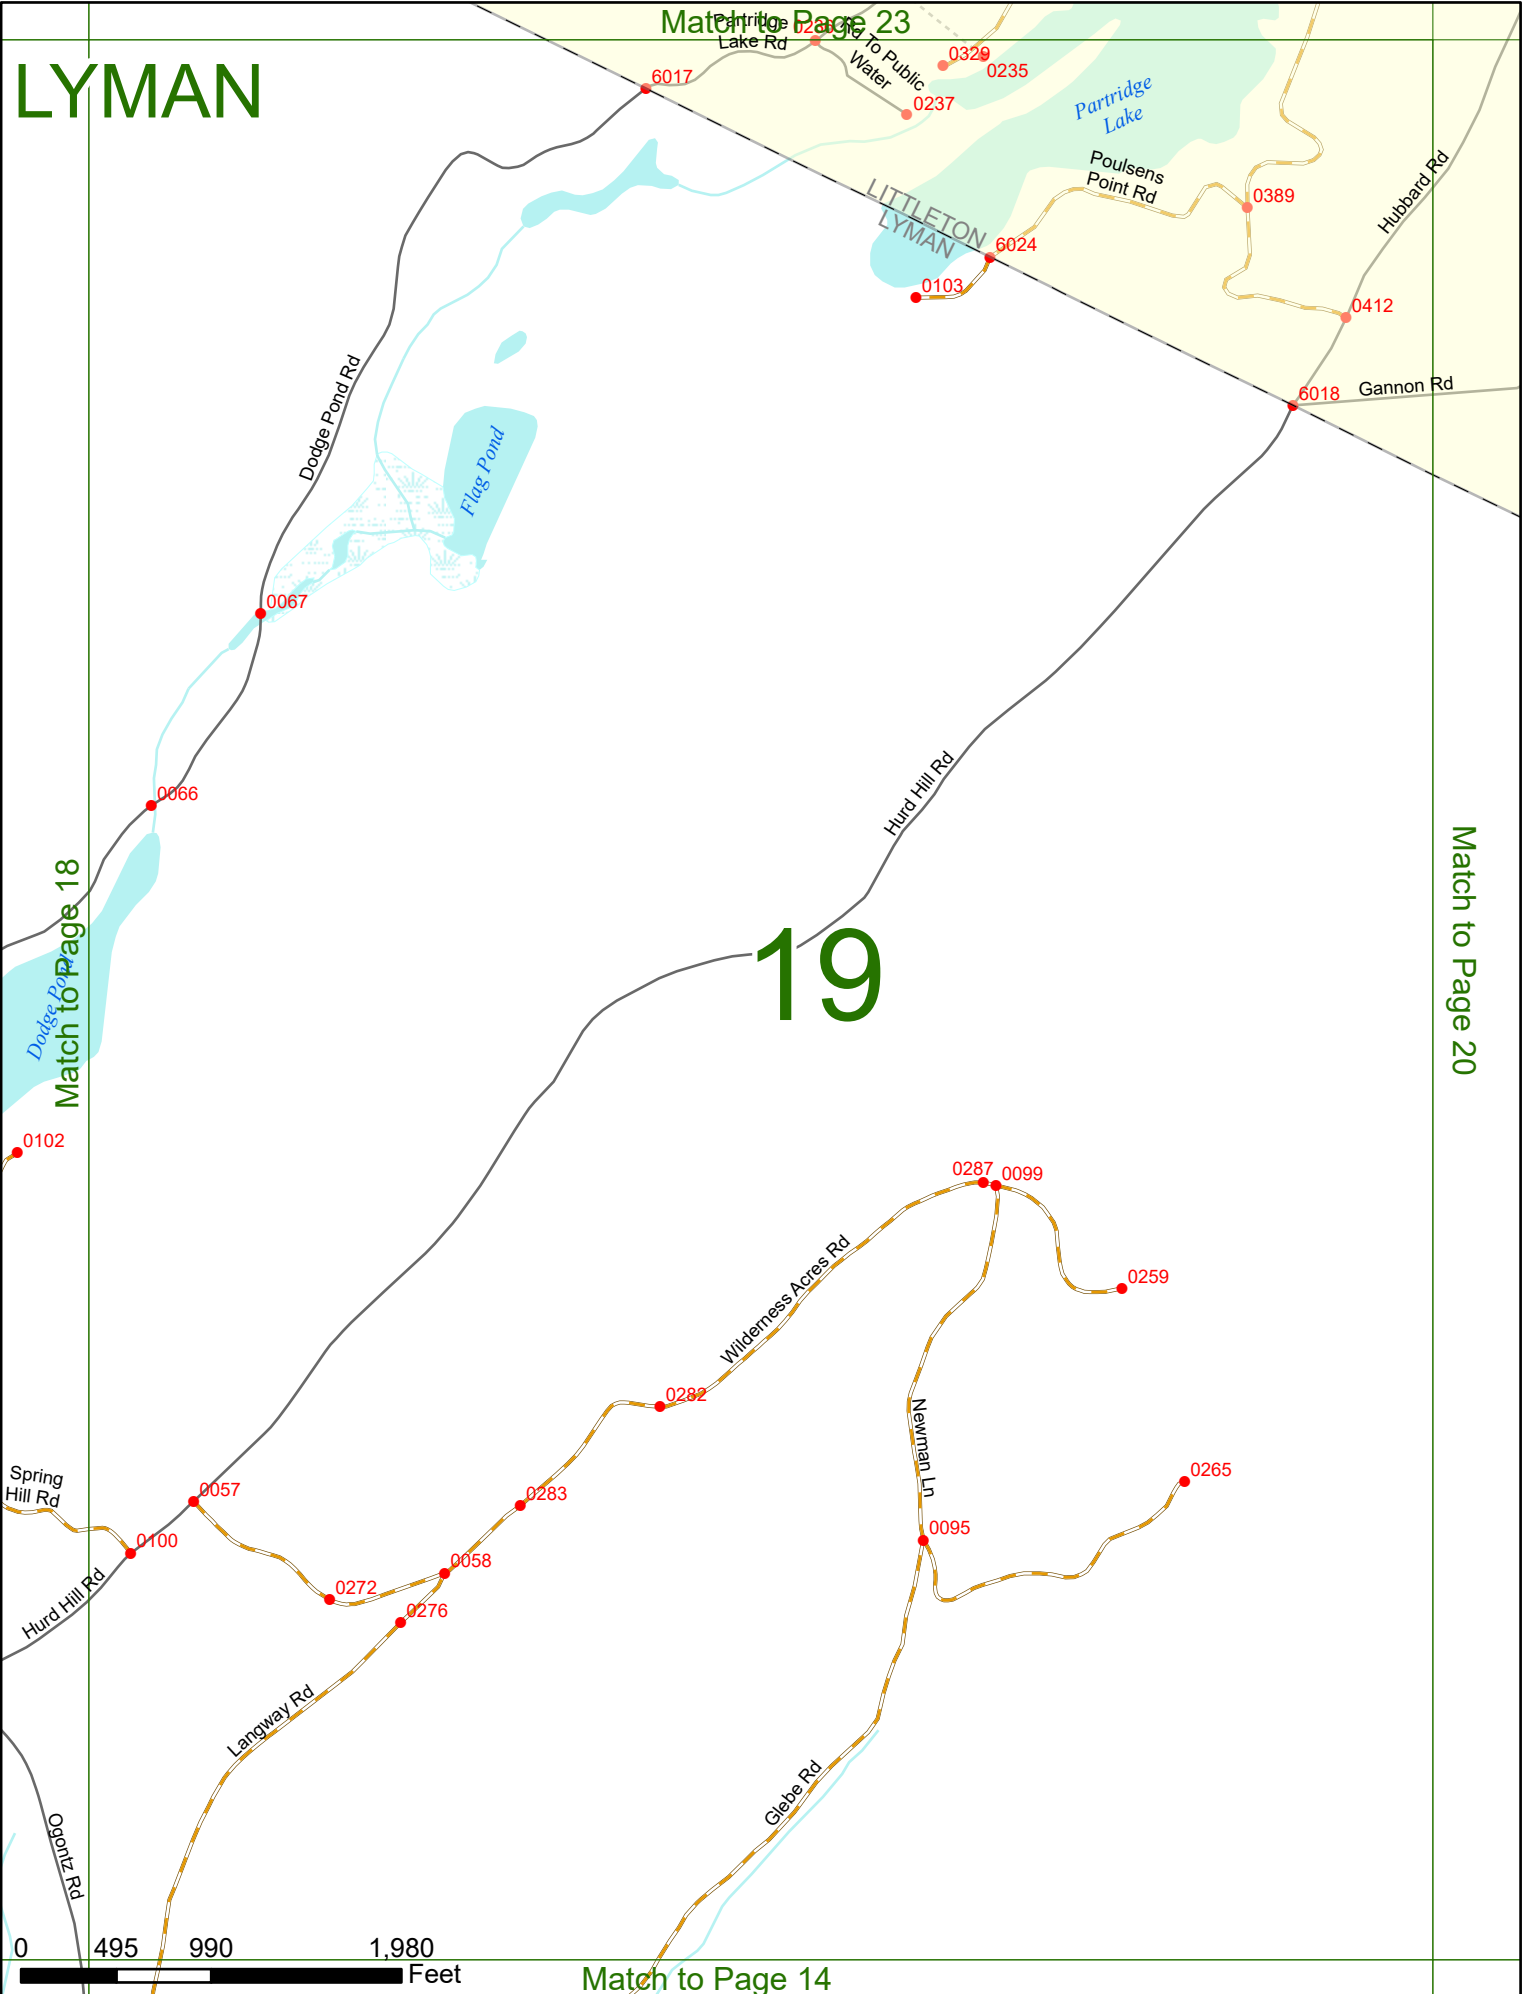 Match to Page 23
LYMAN
Partridge
Lake Rd
0236
Rd To Public
Water
0329
0235
6017
0237
Partridge
Lake
Poulsens
Point Rd
Hubbard Rd
LITTLETON
LYMAN
0389
6024
0103
0412
6018
Gannon Rd
Dodge Pond Rd
Flag Pond
0067
Hurd Hill Rd
0066
Match to Page 18
Dodge Pond
19
Match to Page 20
0102
0287
0099
0259
Wilderness Acres Rd
0282
Newman Ln
Spring
Hill Rd
0057
0283
0265
0100
0095
0058
0272
0276
Hurd Hill Rd
Langway Rd
Glebe Rd
Ogontz Rd
0 495 990 1,980
Feet
Match to Page 14